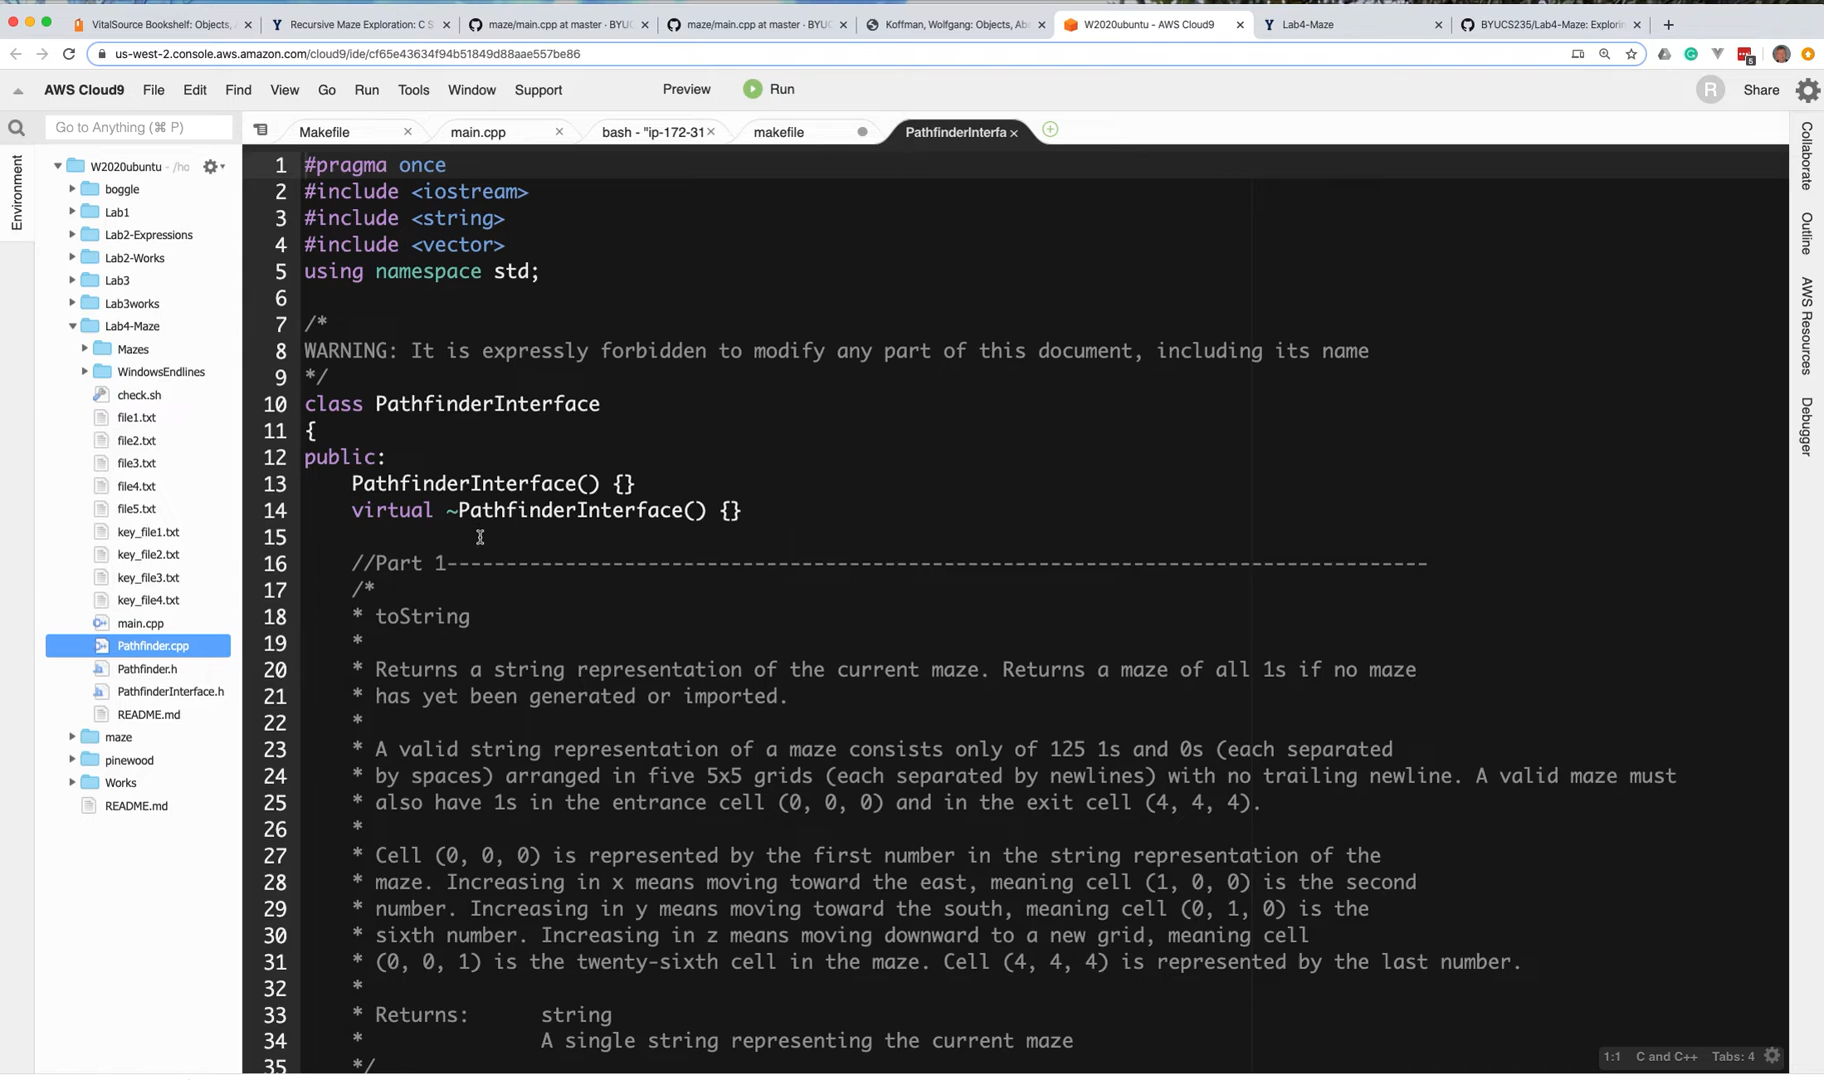 VitalSource Bookshelf: Objects, A
Recursive Maze Exploration: C S
maze/main.cpp at master · BYUC
maze/main.cpp at master · BYUC
Koffman, Wolfgang: Objects, Abs
W2020ubuntu - AWS Cloud9
Lab4-Maze
BYUCS235/Lab4-Maze: Explorin
us-west-2.console.aws.amazon.com/cloud9/ide/cf65e43634f94b51849d88aae557be86
5
AWS Cloud9 File Edit Find View Go Run Tools Window Support Preview Run R Share
Go to Anything (⌘ P)
Makefile main.cpp bash - "ip-172-31 makefile PathfinderInterfa
Environment
W2020ubuntu - /ho
boggle
Lab1
Lab2-Expressions
Lab2-Works
Lab3
Lab3works
Lab4-Maze
Mazes
WindowsEndlines
check.sh
file1.txt
file2.txt
file3.txt
file4.txt
file5.txt
key_file1.txt
key_file2.txt
key_file3.txt
key_file4.txt
main.cpp
Pathfinder.cpp
Pathfinder.h
PathfinderInterface.h
README.md
maze
pinewood
Works
README.md
1 #pragma once
2 #include <iostream>
3 #include <string>
4 #include <vector>
5 using namespace std;
6
7 /*
8 WARNING: It is expressly forbidden to modify any part of this document, including its name
9 */
10 class PathfinderInterface
11 {
12 public:
13 PathfinderInterface() {}
14 virtual ~PathfinderInterface() {}
15
16 //Part 1-----------------------------------------------------------------------------------
17 /*
18 * toString
19 *
20 * Returns a string representation of the current maze. Returns a maze of all 1s if no maze
21 * has yet been generated or imported.
22 *
23 * A valid string representation of a maze consists only of 125 1s and 0s (each separated
24 * by spaces) arranged in five 5x5 grids (each separated by newlines) with no trailing newline. A valid maze must
25 * also have 1s in the entrance cell (0, 0, 0) and in the exit cell (4, 4, 4).
26 *
27 * Cell (0, 0, 0) is represented by the first number in the string representation of the
28 * maze. Increasing in x means moving toward the east, meaning cell (1, 0, 0) is the second
29 * number. Increasing in y means moving toward the south, meaning cell (0, 1, 0) is the
30 * sixth number. Increasing in z means moving downward to a new grid, meaning cell
31 * (0, 0, 1) is the twenty-sixth cell in the maze. Cell (4, 4, 4) is represented by the last number.
32 *
33 * Returns: string
34 * A single string representing the current maze
35 */
Collaborate
Outline
AWS Resources
Debugger
1:1 C and C++ Tabs: 4